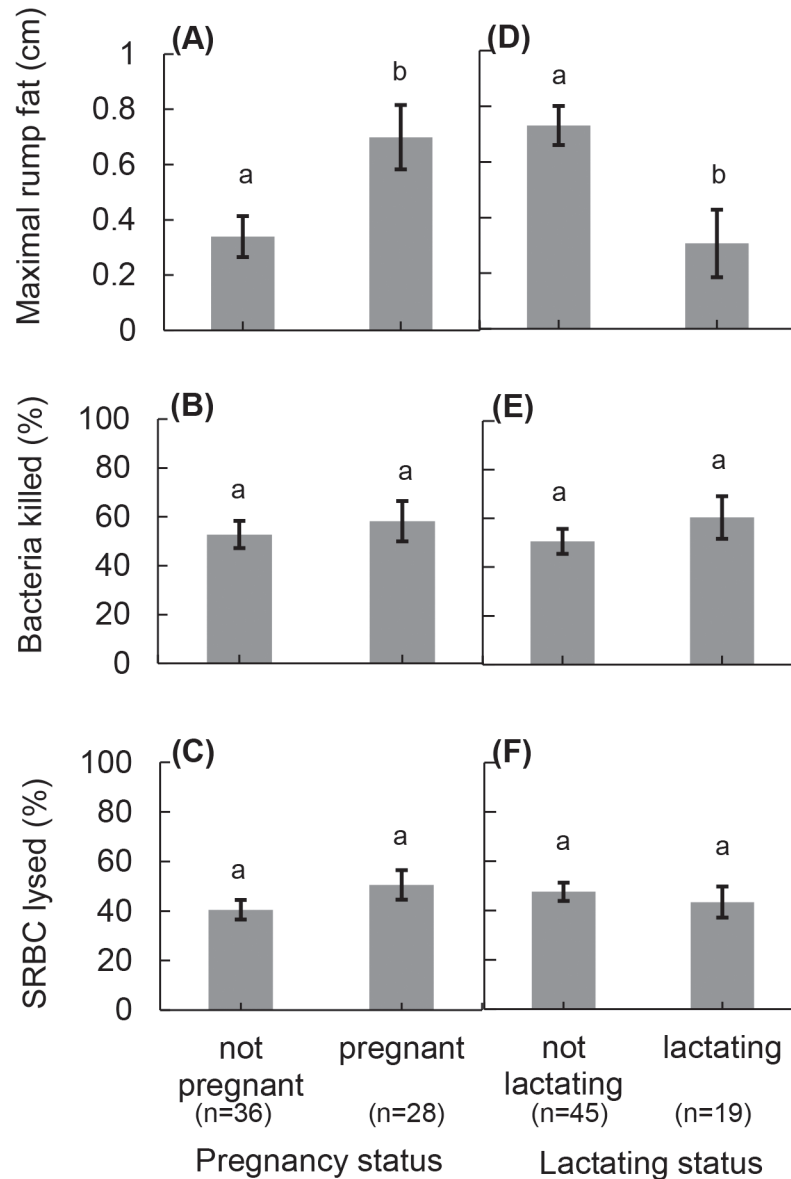 (A)
(D)
Maximal rump fat (cm)
1
0.8
0.6
0.4
0.2
0
a
b
a
b
(B)
(E)
Bacteria killed (%)
100
80
60
40
20
0
a
a
a
a
(C)
(F)
SRBC lysed (%)
100
80
60
40
20
0
a
a
a
a
not
pregnant
(n=36)
pregnant
(n=28)
not
lactating
(n=45)
lactating
(n=19)
Pregnancy status
Lactating status